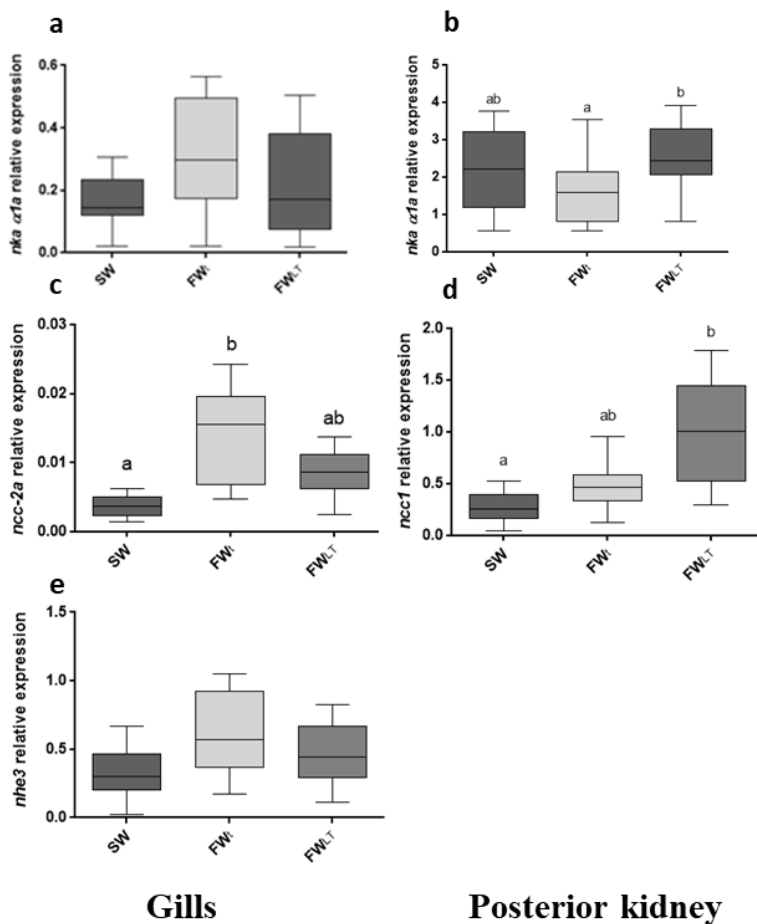 a
nka α1a relative expression
0.6
0.4
0.2
0.0
SW
FWt
FWLT
b
nka α1a relative expression
5
4
3
2
1
0
ab
a
b
SW
FWt
FWLT
c
ncc-2a relative expression
0.03
0.02
0.01
0.00
a
b
ab
SW
FWt
FWLT
d
ncc1 relative expression
2.0
1.5
1.0
0.5
0.0
a
ab
b
SW
FWt
FWLT
e
nhe3 relative expression
1.5
1.0
0.5
0.0
SW
FWt
FWLT
Gills
Posterior kidney